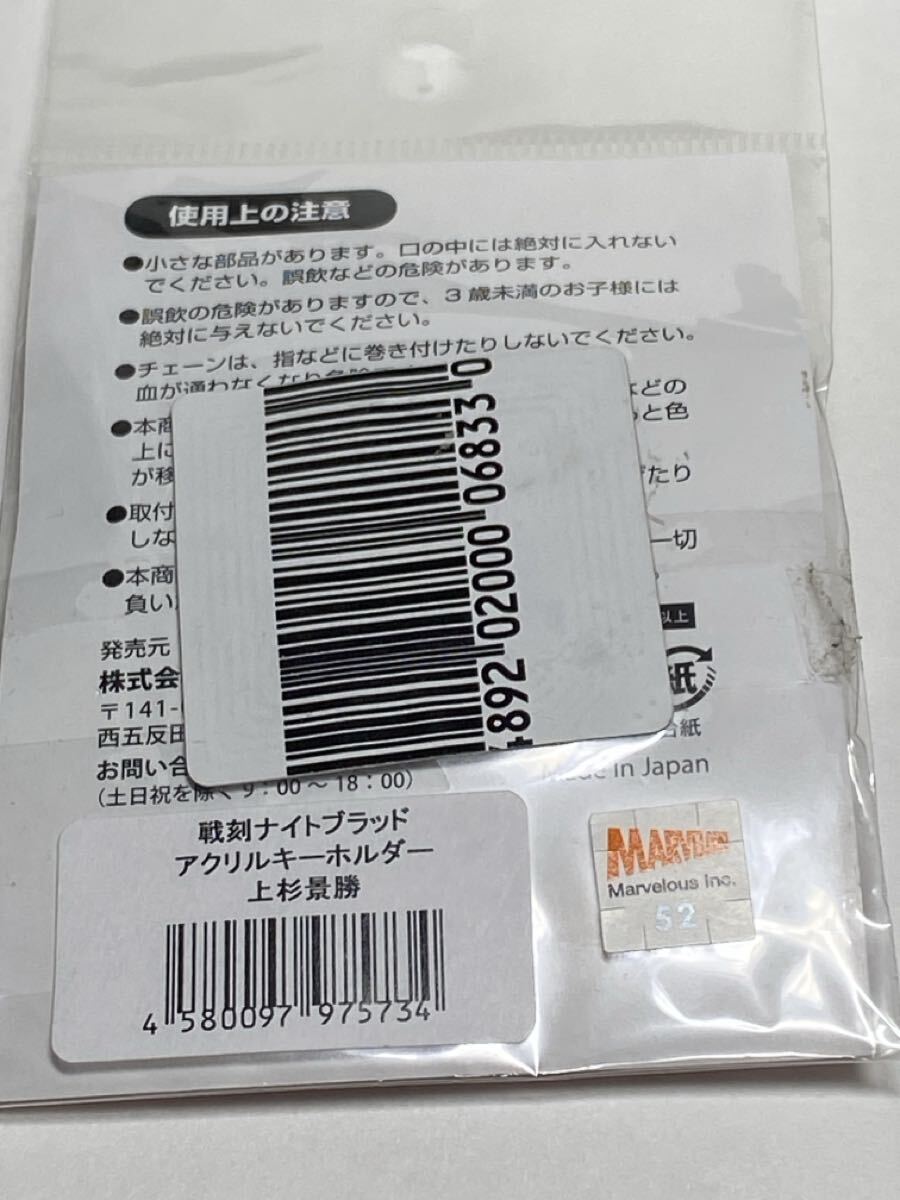 使用上の注意
●小さな部品があります。口の中には絶対に入れない
でください。誤飲などの危険があります。
●誤飲の危険がありますので、3歳未満のお子様には
絶対に与えないでください。
●チェーンは、指などに巻き付けたりしないでください。
血が通わなくなり危険
などの
●本商
と色
上に
が移
げたり
●取付
しな
一切
●本商
負い
以上
発売元
株式会
紙
〒141-
西五反田
台紙
お問い合
Made in Japan
(土日祝を除く 9:00～18:00)
4892 02000 06833 0
戦刻ナイトブラッド
アクリルキーホルダー
上杉景勝
4 580097 975734
MARVELOUS
Marvelous Inc.
52